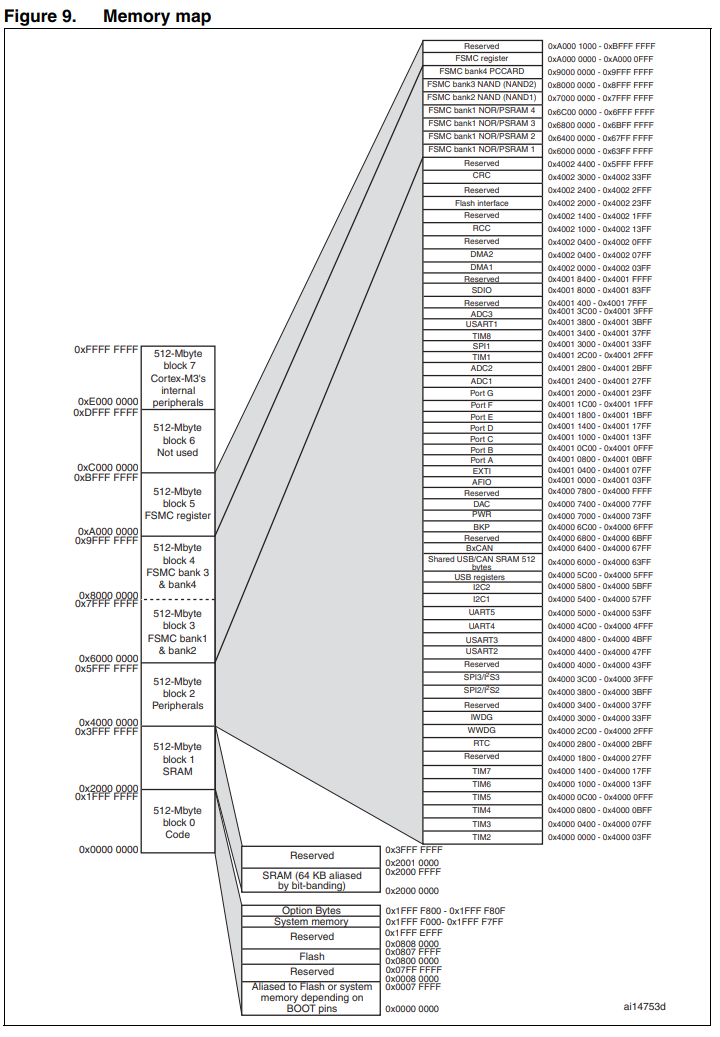 Figure 9. Memory map
Reserved 0xA000 1000 - 0xBFFF FFFF
FSMC register 0xA000 0000 - 0xA000 0FFF
FSMC bank4 PCCARD 0x9000 0000 - 0x9FFF FFFF
FSMC bank3 NAND (NAND2) 0x8000 0000 - 0x8FFF FFFF
FSMC bank2 NAND (NAND1) 0x7000 0000 - 0x7FFF FFFF
FSMC bank1 NOR/PSRAM 4 0x6C00 0000 - 0x6FFF FFFF
FSMC bank1 NOR/PSRAM 3 0x6800 0000 - 0x6BFF FFFF
FSMC bank1 NOR/PSRAM 2 0x6400 0000 - 0x67FF FFFF
FSMC bank1 NOR/PSRAM 1 0x6000 0000 - 0x63FF FFFF
Reserved 0x4002 4400 - 0x5FFF FFFF
CRC 0x4002 3000 - 0x4002 33FF
Reserved 0x4002 2400 - 0x4002 2FFF
Flash interface 0x4002 2000 - 0x4002 23FF
Reserved 0x4002 1400 - 0x4002 1FFF
RCC 0x4002 1000 - 0x4002 13FF
Reserved 0x4002 0400 - 0x4002 0FFF
DMA2 0x4002 0400 - 0x4002 07FF
DMA1 0x4002 0000 - 0x4002 03FF
Reserved 0x4001 8400 - 0x4001 FFFF
SDIO 0x4001 8000 - 0x4001 83FF
Reserved 0x4001 400 - 0x4001 7FFF
ADC3 0x4001 3C00 - 0x4001 3FFF
USART1 0x4001 3800 - 0x4001 3BFF
TIM8 0x4001 3400 - 0x4001 37FF
SPI1 0x4001 3000 - 0x4001 33FF
TIM1 0x4001 2C00 - 0x4001 2FFF
ADC2 0x4001 2800 - 0x4001 2BFF
ADC1 0x4001 2400 - 0x4001 27FF
Port G 0x4001 2000 - 0x4001 23FF
Port F 0x4001 1C00 - 0x4001 1FFF
Port E 0x4001 1800 - 0x4001 1BFF
Port D 0x4001 1400 - 0x4001 17FF
Port C 0x4001 1000 - 0x4001 13FF
Port B 0x4001 0C00 - 0x4001 0FFF
Port A 0x4001 0800 - 0x4001 0BFF
EXTI 0x4001 0400 - 0x4001 07FF
AFIO 0x4001 0000 - 0x4001 03FF
Reserved 0x4000 7800 - 0x4000 FFFF
DAC 0x4000 7400 - 0x4000 77FF
PWR 0x4000 7000 - 0x4000 73FF
BKP 0x4000 6C00 - 0x4000 6FFF
Reserved 0x4000 6800 - 0x4000 6BFF
BxCAN 0x4000 6400 - 0x4000 67FF
Shared USB/CAN SRAM 512 0x4000 6000 - 0x4000 63FF
bytes
USB registers 0x4000 5C00 - 0x4000 5FFF
I2C2 0x4000 5800 - 0x4000 5BFF
I2C1 0x4000 5400 - 0x4000 57FF
UART5 0x4000 5000 - 0x4000 53FF
UART4 0x4000 4C00 - 0x4000 4FFF
USART3 0x4000 4800 - 0x4000 4BFF
USART2 0x4000 4400 - 0x4000 47FF
Reserved 0x4000 4000 - 0x4000 43FF
SPI3/I²S3 0x4000 3C00 - 0x4000 3FFF
SPI2/I²S2 0x4000 3800 - 0x4000 3BFF
Reserved 0x4000 3400 - 0x4000 37FF
IWDG 0x4000 3000 - 0x4000 33FF
WWDG 0x4000 2C00 - 0x4000 2FFF
RTC 0x4000 2800 - 0x4000 2BFF
Reserved 0x4000 1800 - 0x4000 27FF
TIM7 0x4000 1400 - 0x4000 17FF
TIM6 0x4000 1000 - 0x4000 13FF
TIM5 0x4000 0C00 - 0x4000 0FFF
TIM4 0x4000 0800 - 0x4000 0BFF
TIM3 0x4000 0400 - 0x4000 07FF
TIM2 0x4000 0000 - 0x4000 03FF
0xFFFF FFFF
512-Mbyte
block 7
Cortex-M3's
internal
peripherals
0xE000 0000
0xDFFF FFFF
512-Mbyte
block 6
Not used
0xC000 0000
0xBFFF FFFF
512-Mbyte
block 5
FSMC register
0xA000 0000
0x9FFF FFFF
512-Mbyte
block 4
FSMC bank 3
& bank4
0x8000 0000
0x7FFF FFFF
512-Mbyte
block 3
FSMC bank1
& bank2
0x6000 0000
0x5FFF FFFF
512-Mbyte
block 2
Peripherals
0x4000 0000
0x3FFF FFFF
512-Mbyte
block 1
SRAM
0x2000 0000
0x1FFF FFFF
512-Mbyte
block 0
Code
0x0000 0000
0x3FFF FFFF
Reserved
0x2001 0000
0x2000 FFFF
SRAM (64 KB aliased
by bit-banding)
0x2000 0000
Option Bytes 0x1FFF F800 - 0x1FFF F80F
System memory 0x1FFF F000- 0x1FFF F7FF
0x1FFF EFFF
Reserved
0x0808 0000
0x0807 FFFF
Flash
0x0800 0000
0x07FF FFFF
Reserved
0x0008 0000
0x0007 FFFF
Aliased to Flash or system
memory depending on
BOOT pins
0x0000 0000
ai14753d